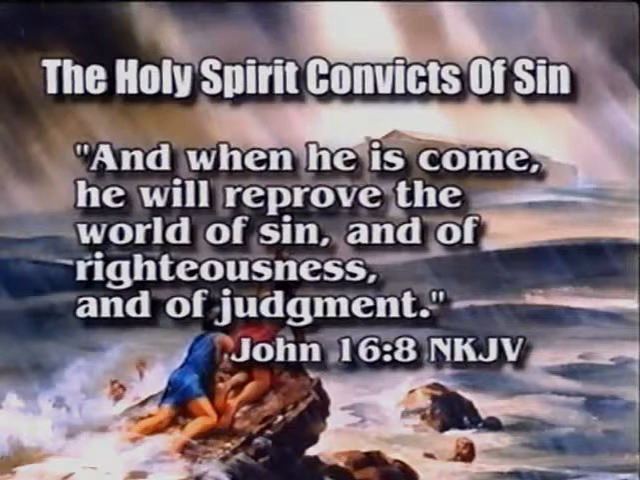 The Holy Spirit Convicts Of Sin
"And when he is come,
he will reprove the
world of sin, and of
righteousness,
and of judgment."
John 16:8 NKJV